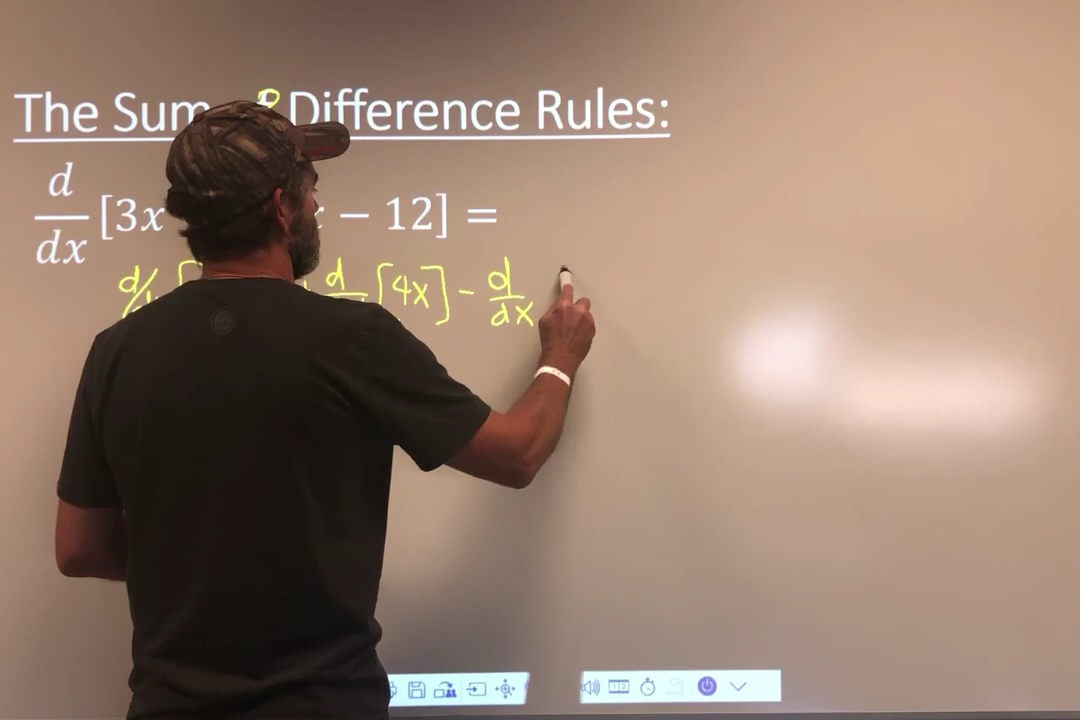 The Sum & Difference Rules:
d/dx [3x x − 12] =
d/ [ d [4x] - d/dx